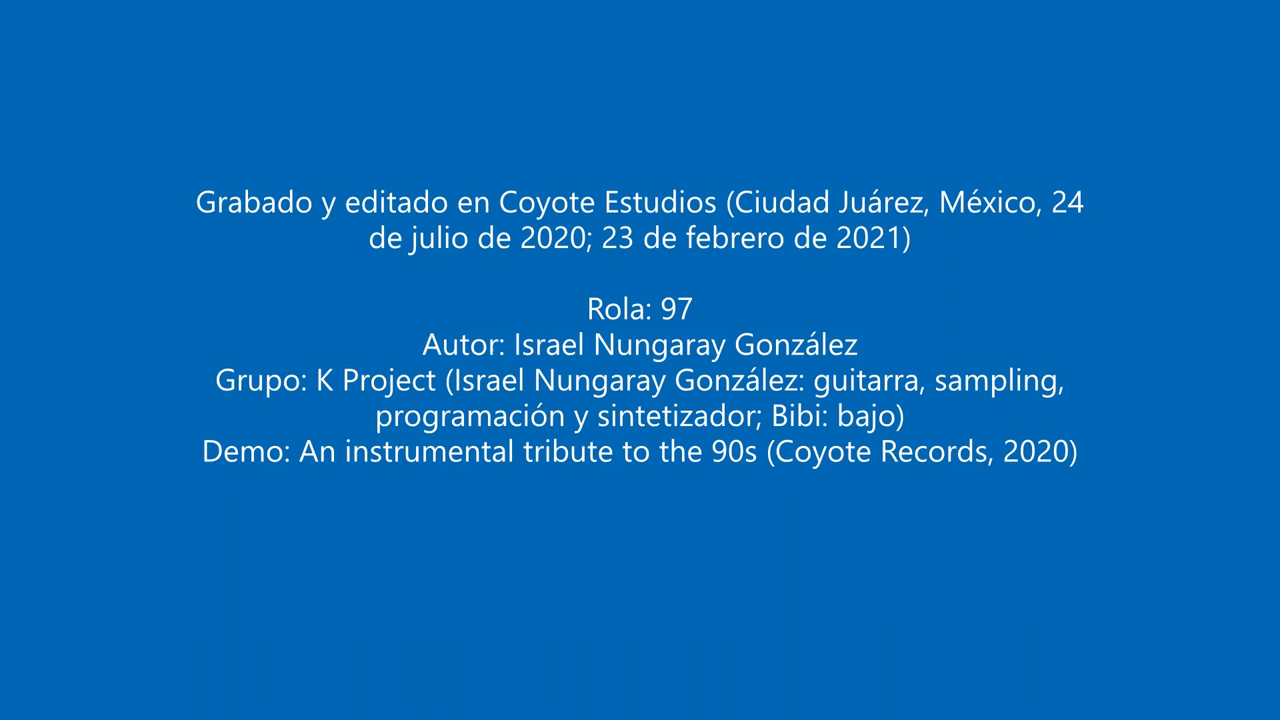 Grabado y editado en Coyote Estudios (Ciudad Juárez, México, 24
de julio de 2020; 23 de febrero de 2021)
Rola: 97
Autor: Israel Nungaray González
Grupo: K Project (Israel Nungaray González: guitarra, sampling,
programación y sintetizador; Bibi: bajo)
Demo: An instrumental tribute to the 90s (Coyote Records, 2020)